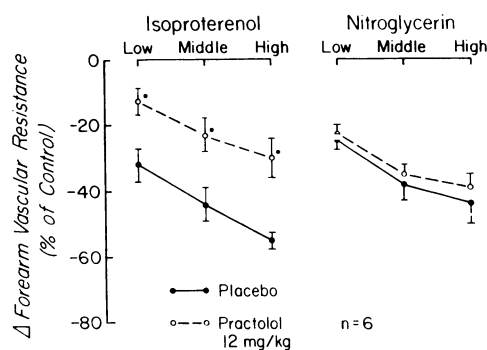 Isoproterenol Nitroglycerin
Low Middle High Low Middle High
0
-20
-40
-60
-80
Δ Forearm Vascular Resistance
(% of Control)
Placebo
Practolol
12 mg/kg
n=6